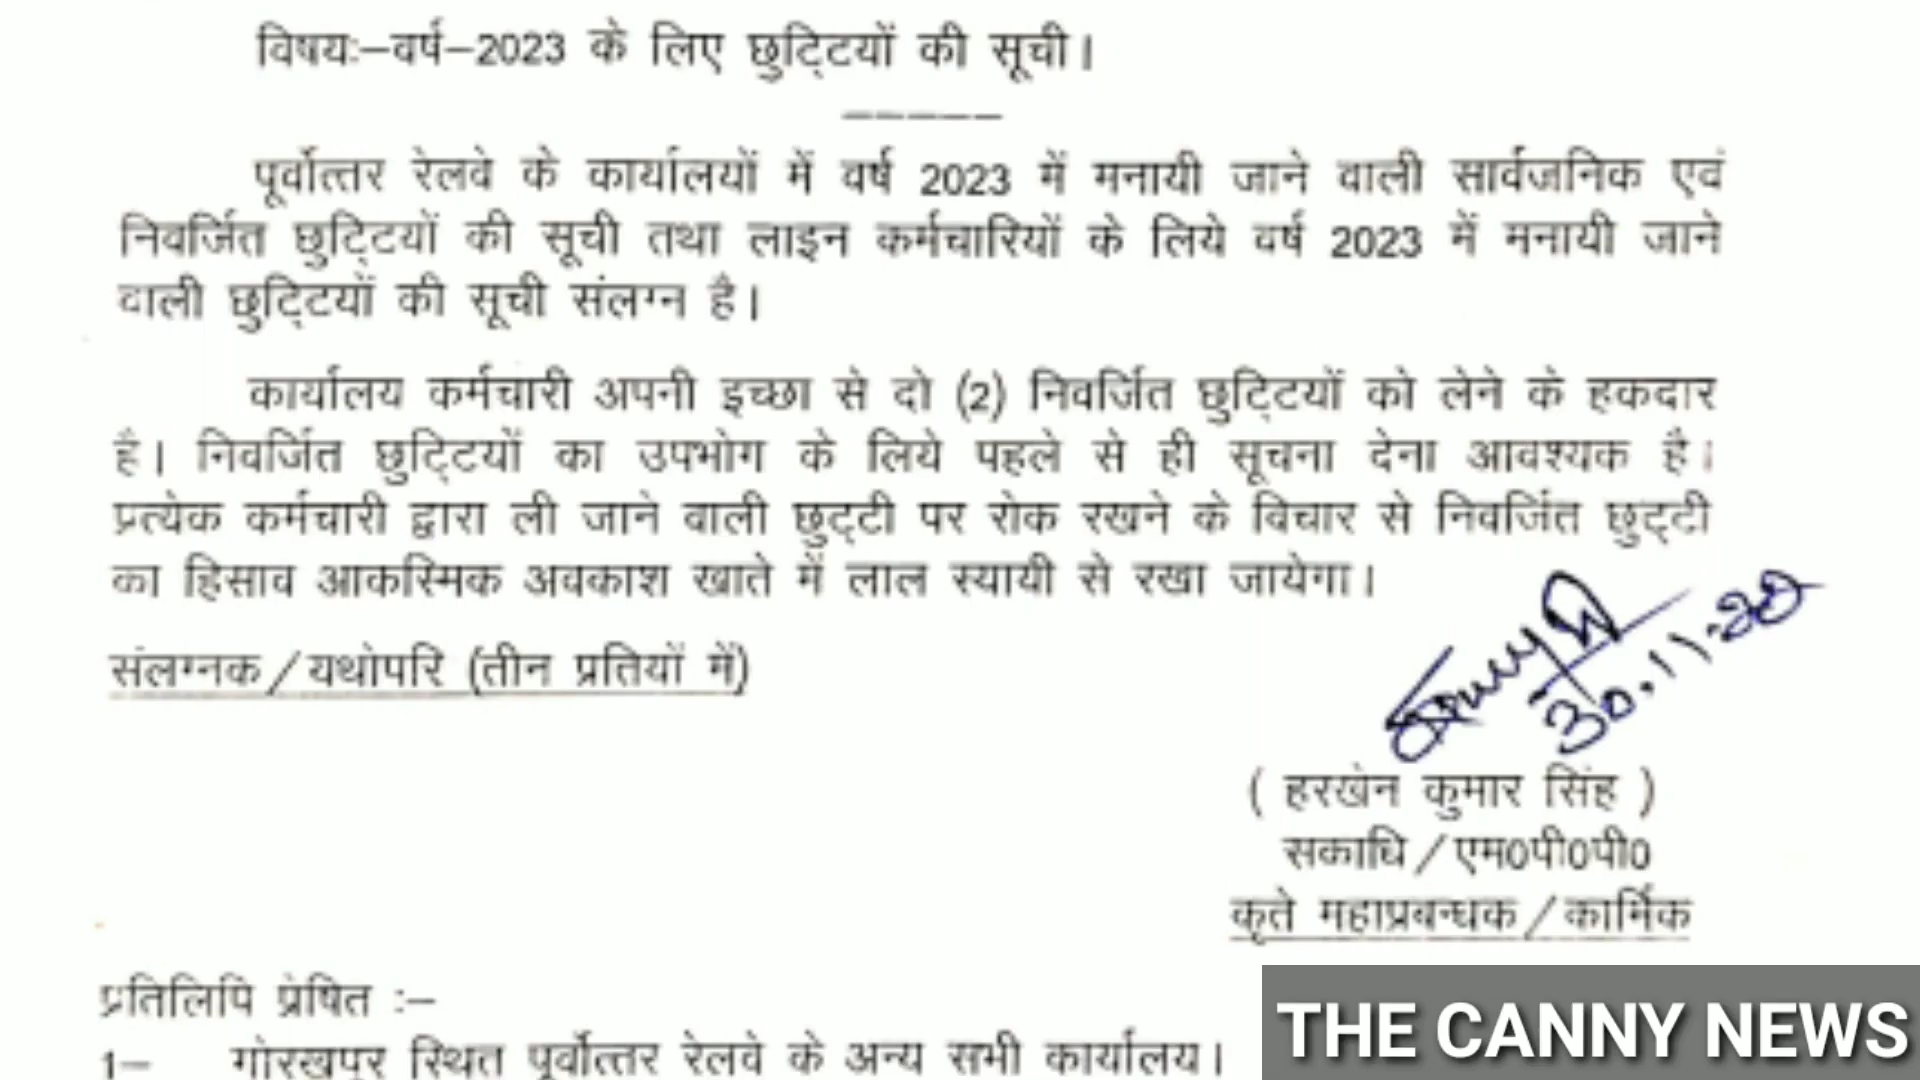 विषयः–वर्ष–2023 के लिए छुट्टियों की सूची।
–––––
पूर्वोत्तर रेलवे के कार्यालयों में वर्ष 2023 में मनायी जाने वाली सार्वजनिक एवं
निवर्जित छुट्टियों की सूची तथा लाइन कर्मचारियों के लिये वर्ष 2023 में मनायी जाने
वाली छुट्टियों की सूची संलग्न है।
कार्यालय कर्मचारी अपनी इच्छा से दो (2) निवर्जित छुट्टियों को लेने के हकदार
है। निवर्जित छुट्टियों का उपभोग के लिये पहले से ही सूचना देना आवश्यक है।
प्रत्येक कर्मचारी द्वारा ली जाने वाली छुट्टी पर रोक रखने के विचार से निवर्जित छुट्टी
का हिसाव आकस्मिक अवकाश खाते में लाल स्यायी से रखा जायेगा।
संलग्नक/यथोपरि (तीन प्रतियों में)
30.11.22
( हरखेन कुमार सिंह )
सकाधि/एम0पी0पी0
कृते महाप्रबन्धक/कार्मिक
प्रतिलिपि प्रेषित :–
1– गोरखपुर स्थित पूर्वोत्तर रेलवे के अन्य सभी कार्यालय।
THE CANNY NEWS